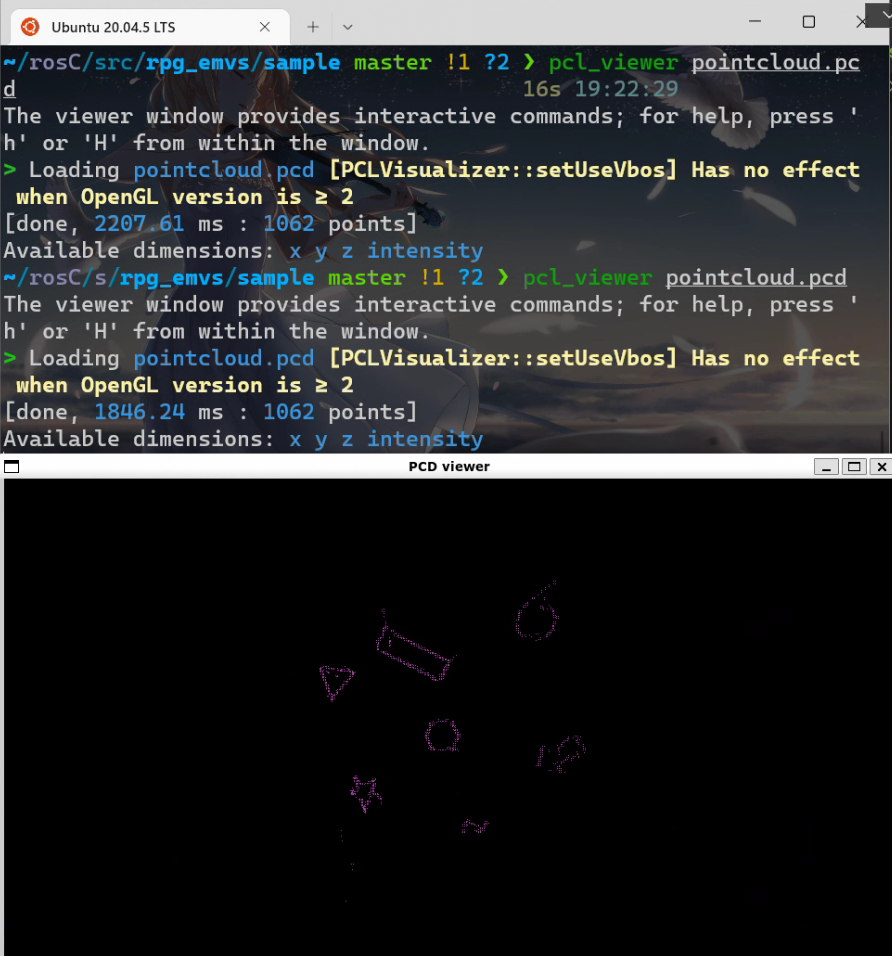 Ubuntu 20.04.5 LTS
~/rosC/src/rpg_emvs/sample master !1 ?2 ❯ pcl_viewer pointcloud.pc
d 16s 19:22:29
The viewer window provides interactive commands; for help, press '
h' or 'H' from within the window.
> Loading pointcloud.pcd [PCLVisualizer::setUseVbos] Has no effect
when OpenGL version is ≥ 2
[done, 2207.61 ms : 1062 points]
Available dimensions: x y z intensity
~/rosC/s/rpg_emvs/sample master !1 ?2 ❯ pcl_viewer pointcloud.pcd
The viewer window provides interactive commands; for help, press '
h' or 'H' from within the window.
> Loading pointcloud.pcd [PCLVisualizer::setUseVbos] Has no effect
when OpenGL version is ≥ 2
[done, 1846.24 ms : 1062 points]
Available dimensions: x y z intensity
PCD viewer